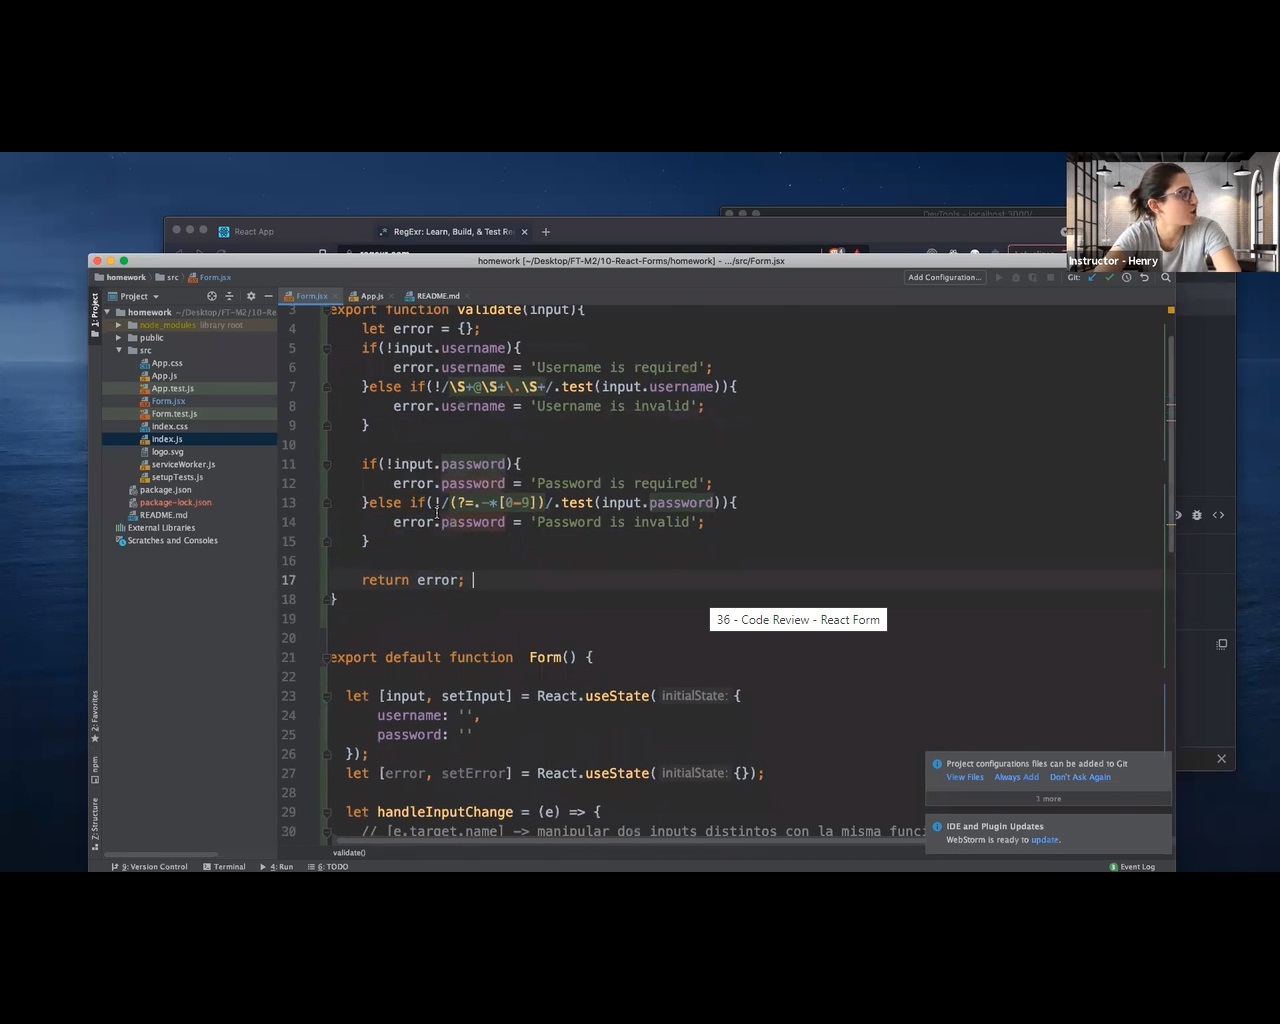 DevTools - localhost:3000/
React App
RegExr: Learn, Build, & Test Re
Instructor - Henry
homework [~/Desktop/FT-M2/10-React-Forms/homework] - .../src/Form.jsx
homework
src
Form.jsx
Add Configuration...
Git:
1: Project
Project
Form.jsx
App.js
README.md
homework ~/Desktop/FT-M2/10-Re
node_modules library root
public
src
App.css
App.js
App.test.js
Form.jsx
Form.test.js
index.css
index.js
logo.svg
serviceWorker.js
setupTests.js
package.json
package-lock.json
README.md
External Libraries
Scratches and Consoles
3 export function validate(input){
4 let error = {};
5 if(!input.username){
6 error.username = 'Username is required';
7 }else if(!/\S+@\S+\.\S+/.test(input.username)){
8 error.username = 'Username is invalid';
9 }
10
11 if(!input.password){
12 error.password = 'Password is required';
13 }else if(!/(?=.*[0-9])/.test(input.password)){
14 error.password = 'Password is invalid';
15 }
16
17 return error;
18 }
19
20
21 export default function Form() {
22
23 let [input, setInput] = React.useState( initialState: {
24 username: '',
25 password: ''
26 });
27 let [error, setError] = React.useState( initialState: {});
28
29 let handleInputChange = (e) => {
30 // [e.target.name] -> manipular dos inputs distintos con la misma funci
36 - Code Review - React Form
Project configurations files can be added to Git
View Files Always Add Don't Ask Again
1 more
IDE and Plugin Updates
WebStorm is ready to update.
2: Favorites
npm
7: Structure
validate()
9: Version Control
Terminal
4: Run
6: TODO
Event Log